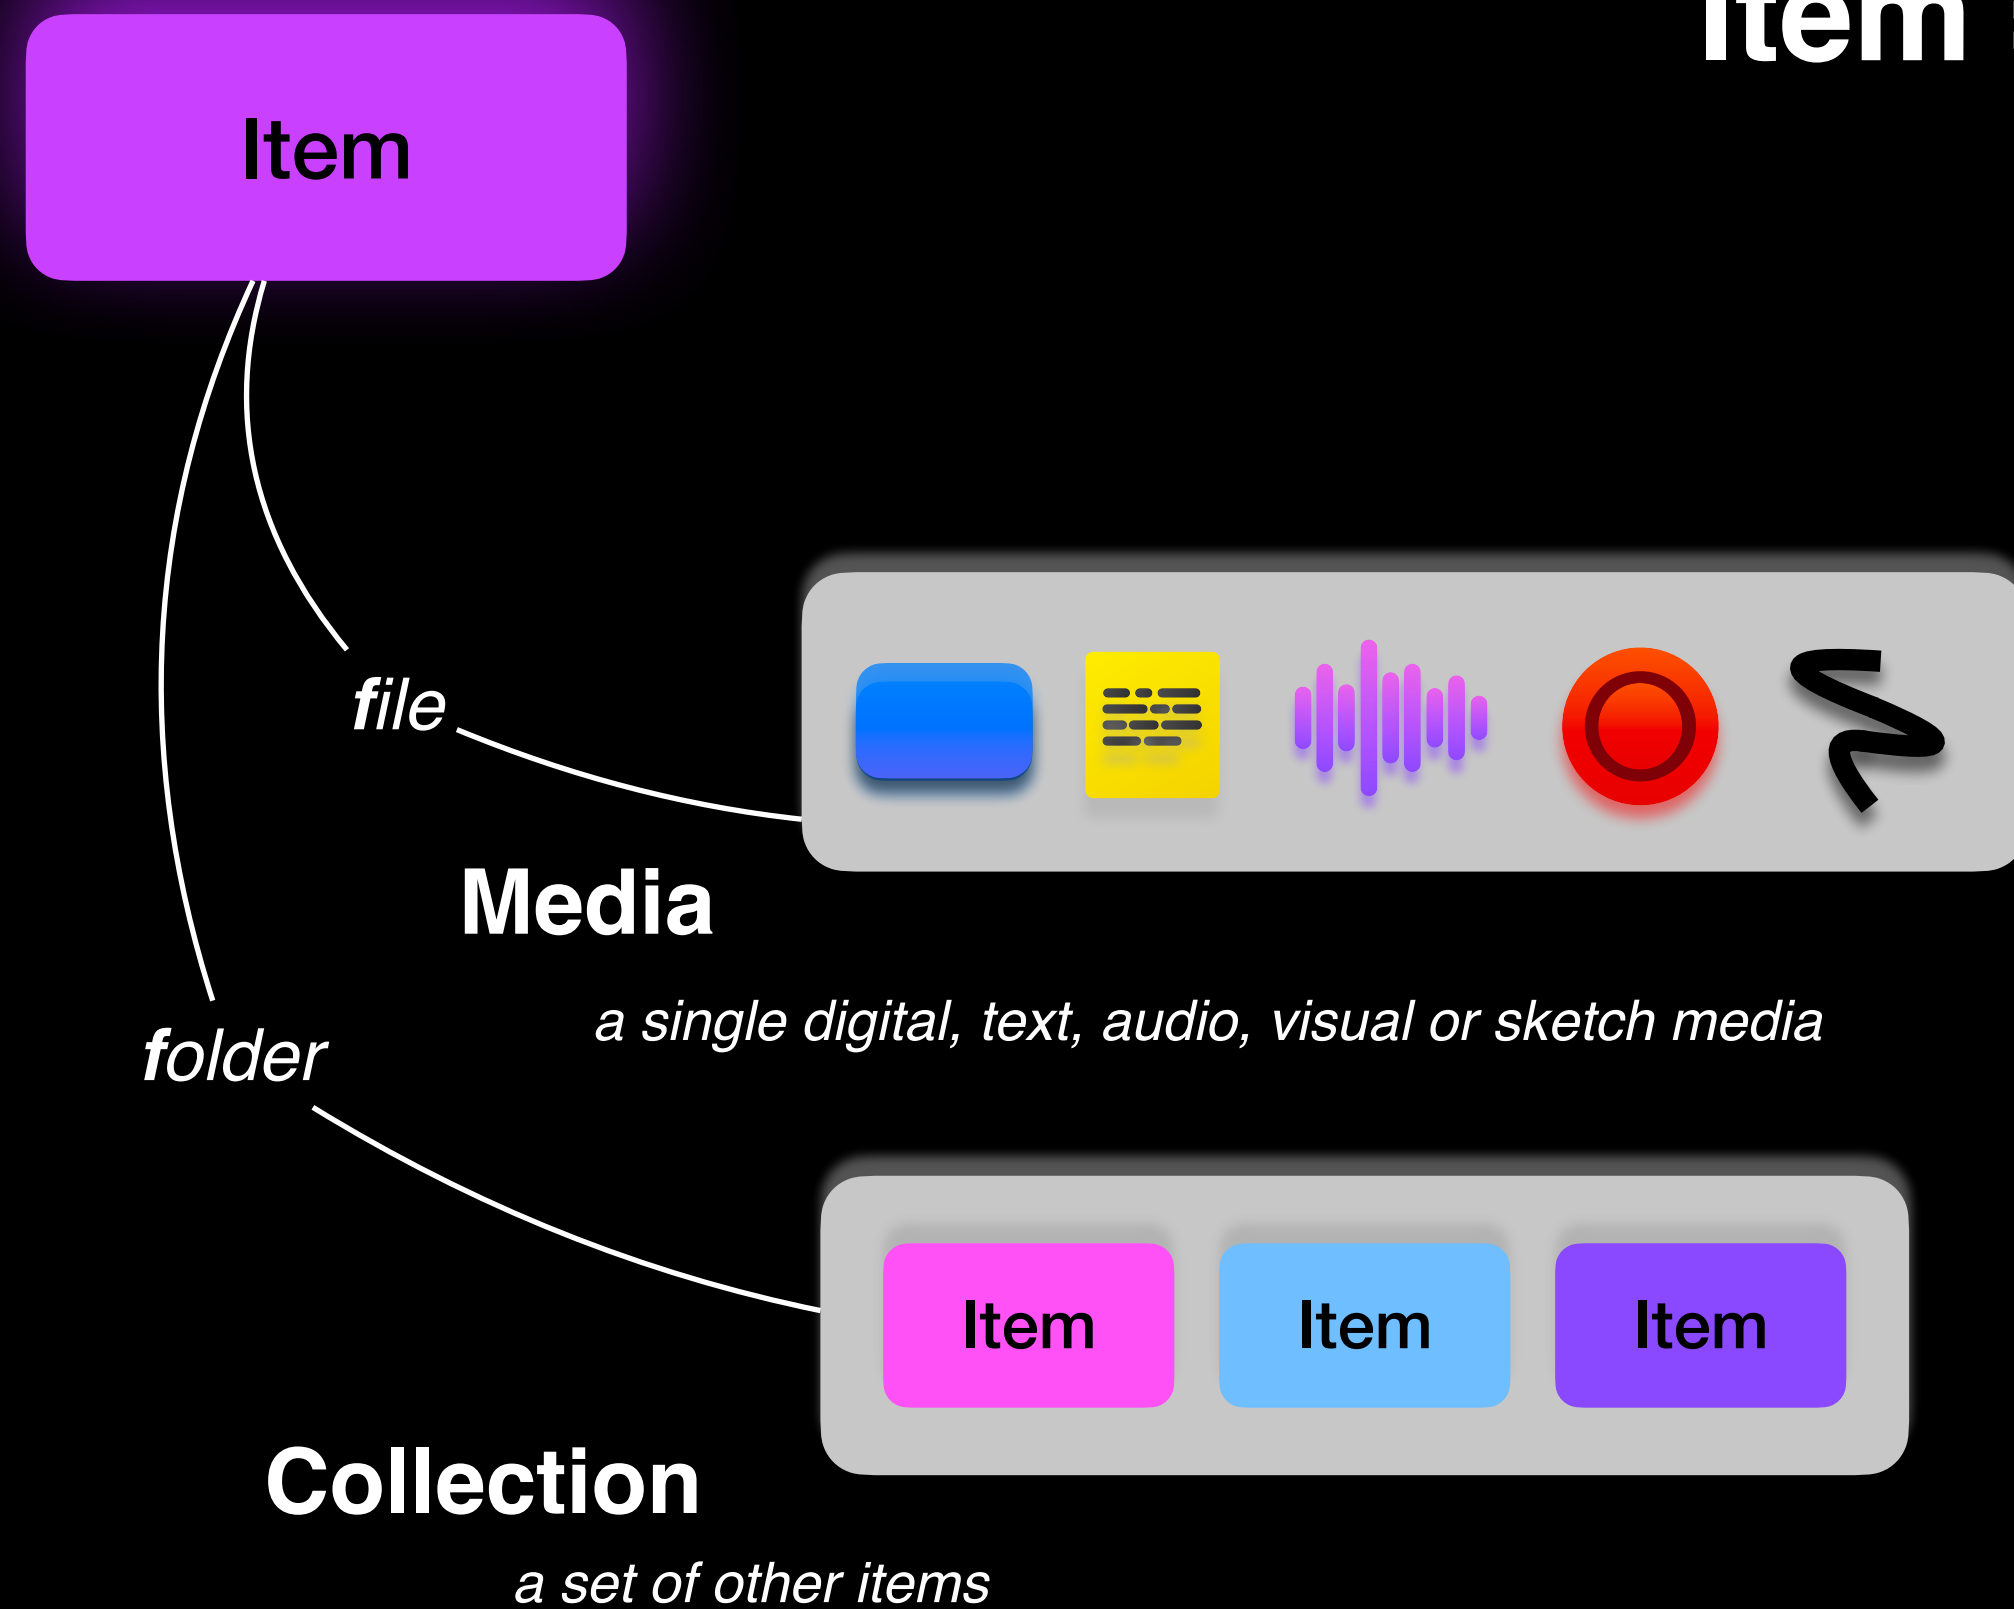 Item
Item
file
Media
a single digital, text, audio, visual or sketch media
folder
Item
Item
Item
Collection
a set of other items